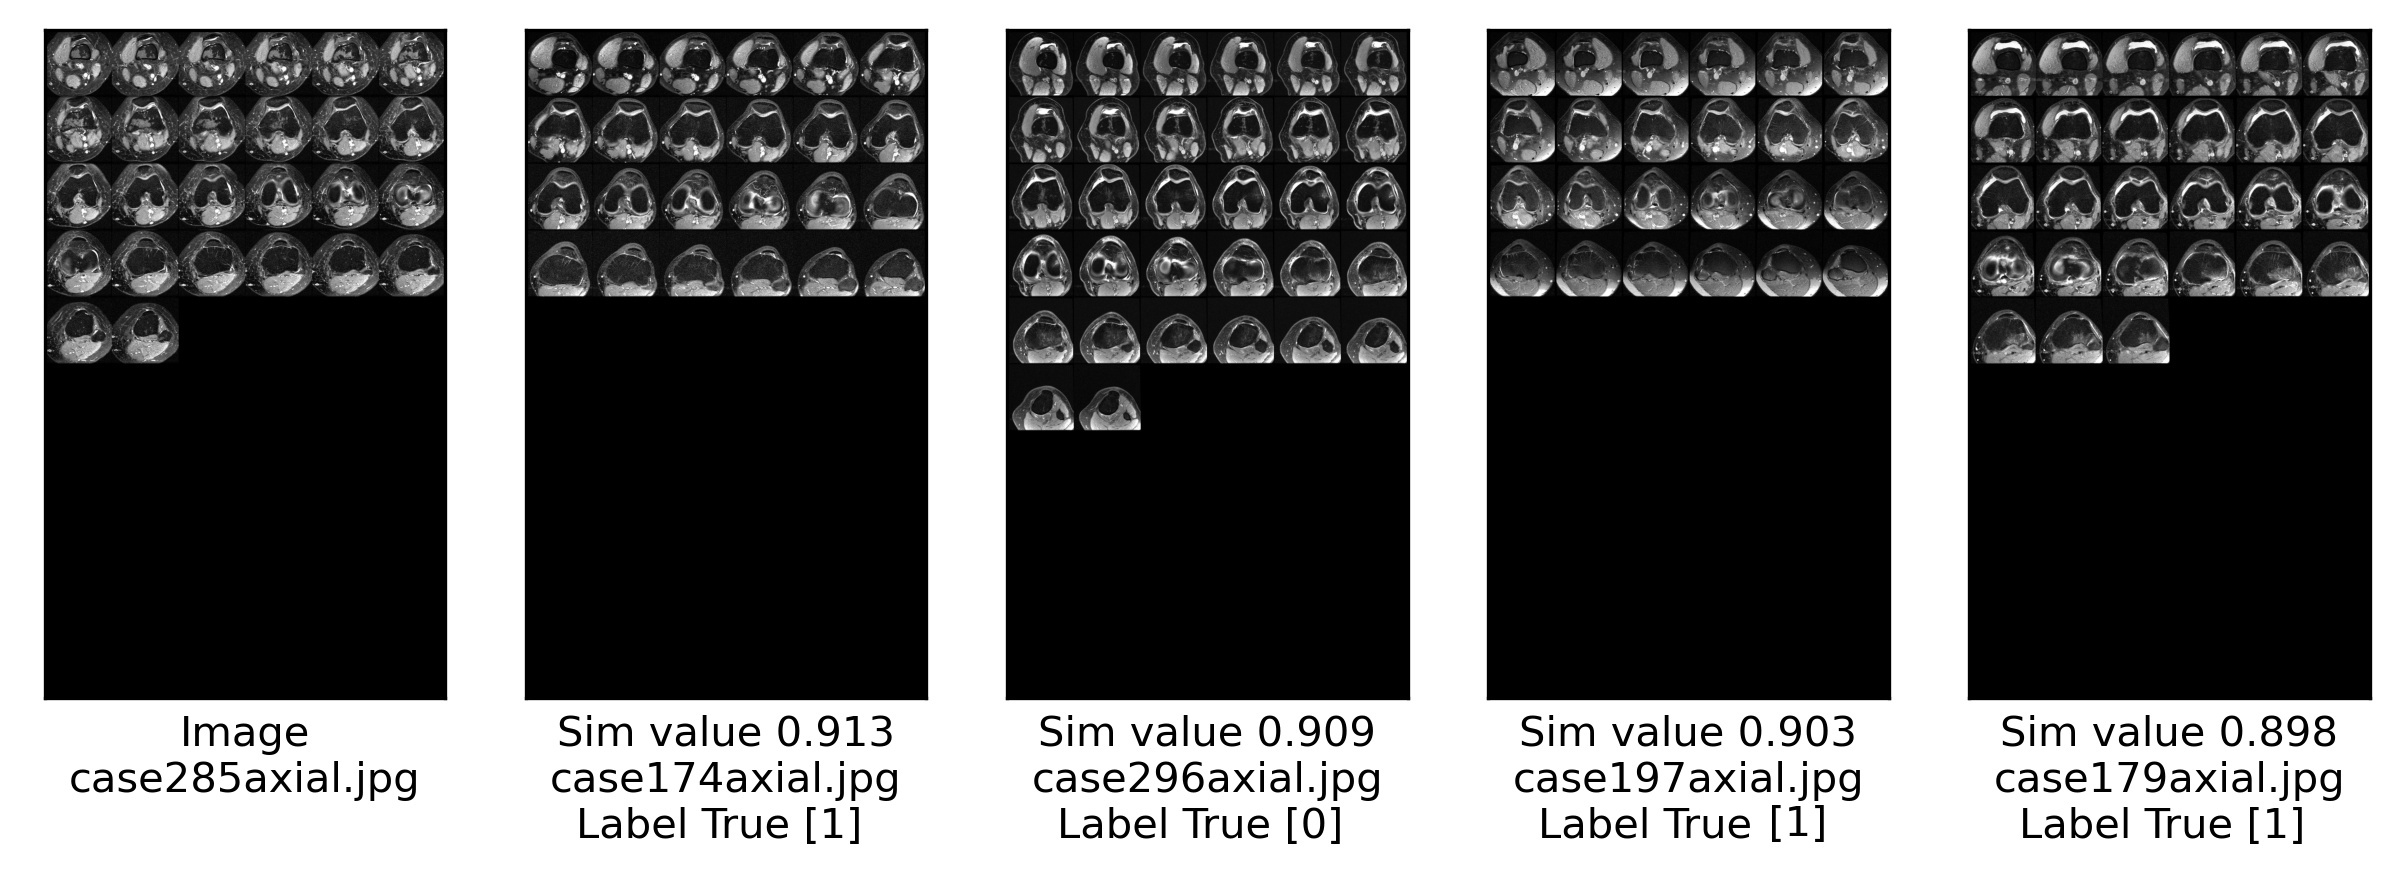 Image
case285axial.jpg
Sim value 0.913
case174axial.jpg
Label True [1]
Sim value 0.909
case296axial.jpg
Label True [0]
Sim value 0.903
case197axial.jpg
Label True [1]
Sim value 0.898
case179axial.jpg
Label True [1]